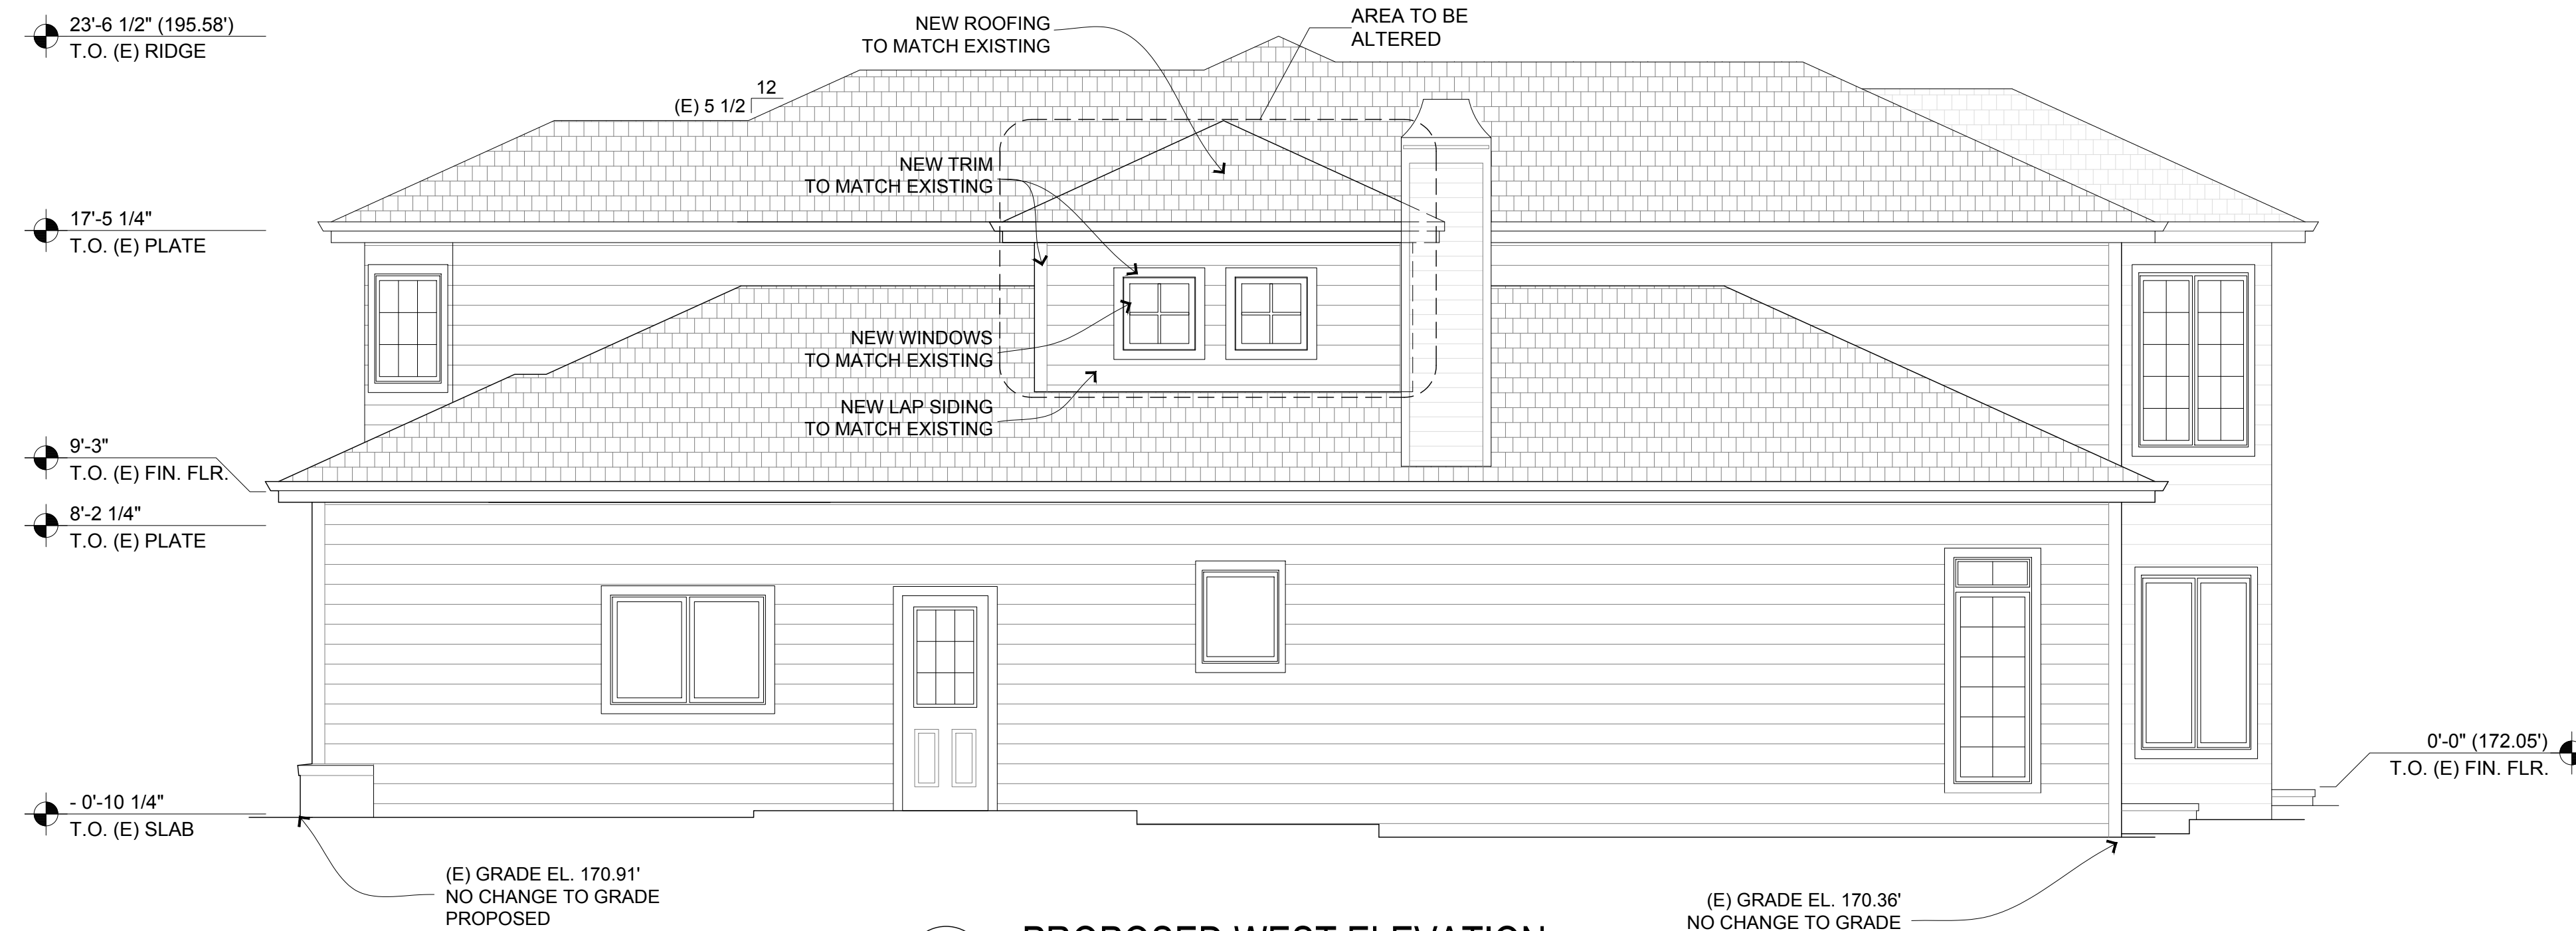 23'-6 1/2" (195.58')
T.O. (E) RIDGE
NEW ROOFING
TO MATCH EXISTING
AREA TO BE
ALTERED
12
(E) 5 1/2
NEW TRIM
TO MATCH EXISTING
17'-5 1/4"
T.O. (E) PLATE
NEW WINDOWS
TO MATCH EXISTING
NEW LAP SIDING
TO MATCH EXISTING
9'-3"
T.O. (E) FIN. FLR.
8'-2 1/4"
T.O. (E) PLATE
0'-0" (172.05')
T.O. (E) FIN. FLR.
- 0'-10 1/4"
T.O. (E) SLAB
(E) GRADE EL. 170.91'
NO CHANGE TO GRADE
PROPOSED
(E) GRADE EL. 170.36'
NO CHANGE TO GRADE
PROPOSED WEST ELEVATION